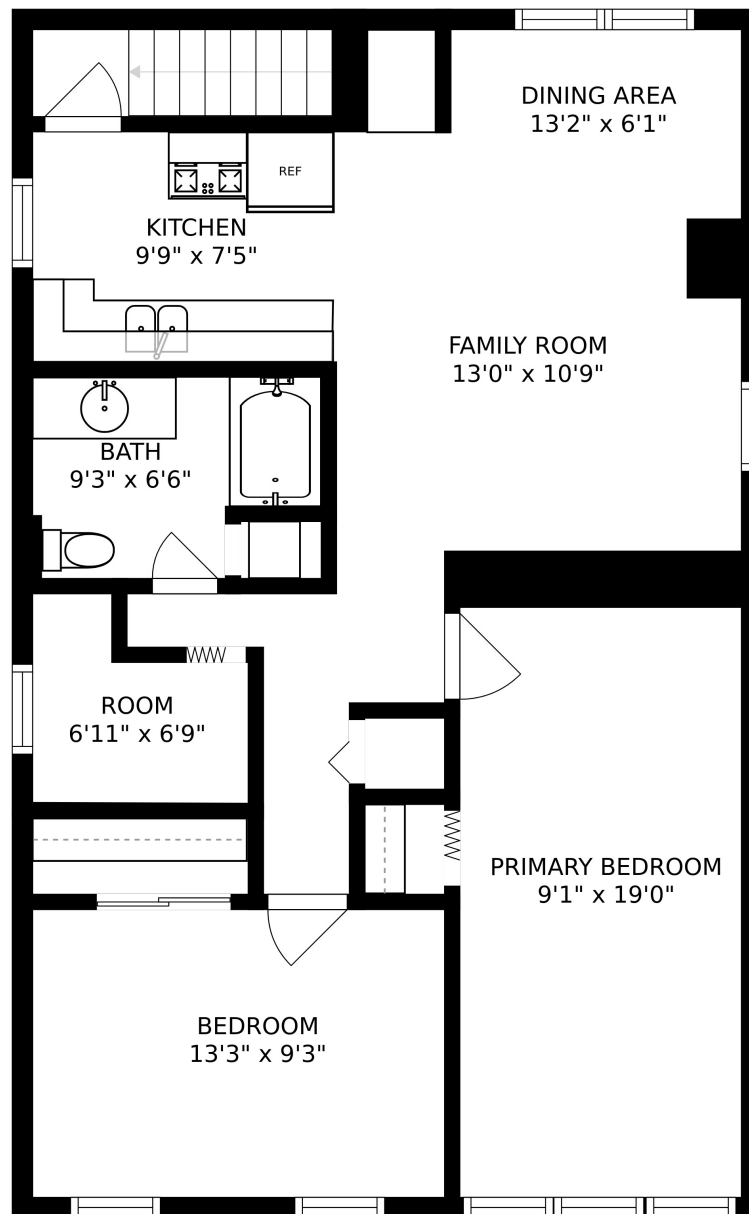 DINING AREA
13'2" x 6'1"
REF
KITCHEN
9'9" x 7'5"
FAMILY ROOM
13'0" x 10'9"
BATH
9'3" x 6'6"
ROOM
6'11" x 6'9"
PRIMARY BEDROOM
9'1" x 19'0"
BEDROOM
13'3" x 9'3"